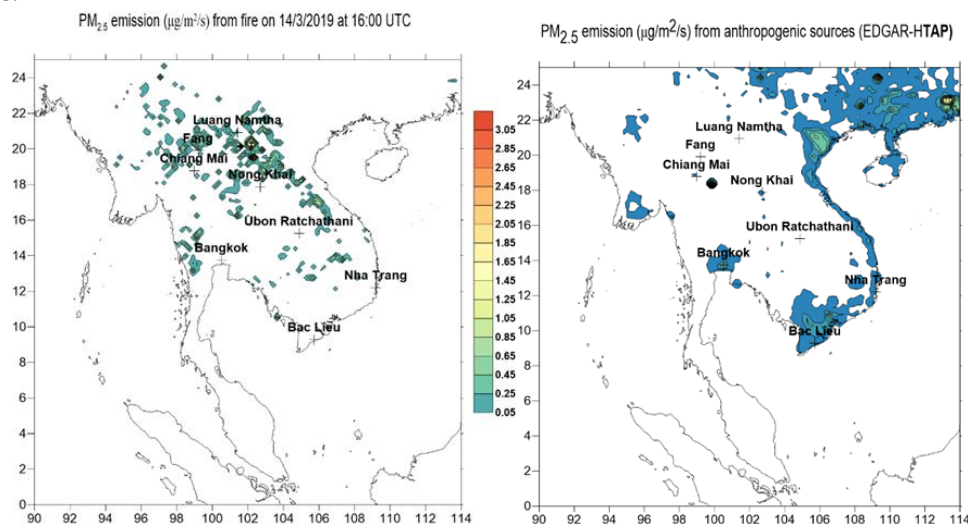 PM2.5 emission (μg/m²/s) from fire on 14/3/2019 at 16:00 UTC
24
22
20
18
16
14
12
10
8
6
4
2
0
90 92 94 96 98 100 102 104 106 108 110 112 114
Luang Namtha
Fang
Chiang Mai
Nong Khai
Ubon Ratchathani
Bangkok
Nha Trang
Bac Lieu
3.05
2.85
2.65
2.45
2.25
2.05
1.85
1.65
1.45
1.25
1.05
0.85
0.65
0.45
0.25
0.05
PM2.5 emission (μg/m²/s) from anthropogenic sources (EDGAR-HTAP)
24
22
20
18
16
14
12
10
8
6
4
2
0
90 92 94 96 98 100 102 104 106 108 110 112 114
Luang Namtha
Fang
Chiang Mai
Nong Khai
Ubon Ratchathani
Bangkok
Nha Trang
Bac Lieu